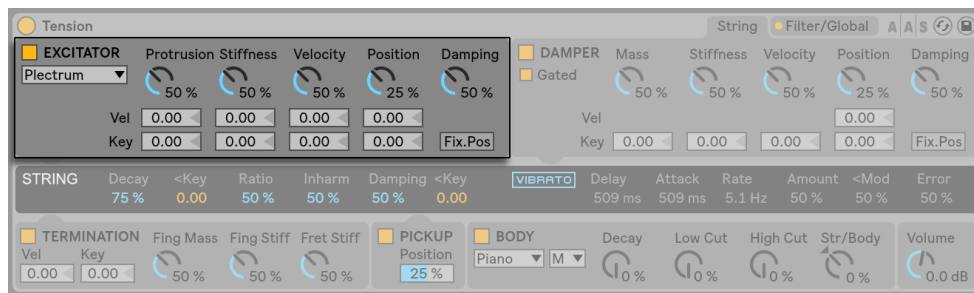 Tension String Filter/Global A A S
EXCITATOR Protrusion Stiffness Velocity Position Damping
Plectrum
50 % 50 % 50 % 25 % 50 %
Vel 0.00 0.00 0.00 0.00
Key 0.00 0.00 0.00 0.00 Fix.Pos
DAMPER Mass Stiffness Velocity Position Damping
Gated
50 % 50 % 50 % 25 % 50 %
Vel 0.00
Key 0.00 0.00 0.00 0.00 Fix.Pos
STRING Decay <Key Ratio Inharm Damping <Key
75 % 0.00 50 % 50 % 50 % 0.00
VIBRATO Delay Attack Rate Amount <Mod Error
509 ms 509 ms 5.1 Hz 50 % 50 % 50 %
TERMINATION Fing Mass Fing Stiff Fret Stiff
Vel Key
0.00 0.00 50 % 50 % 50 %
PICKUP
Position
25 %
BODY Decay Low Cut High Cut Str/Body
Piano M
0 % 0 % 0 % 0 %
Volume
0.0 dB